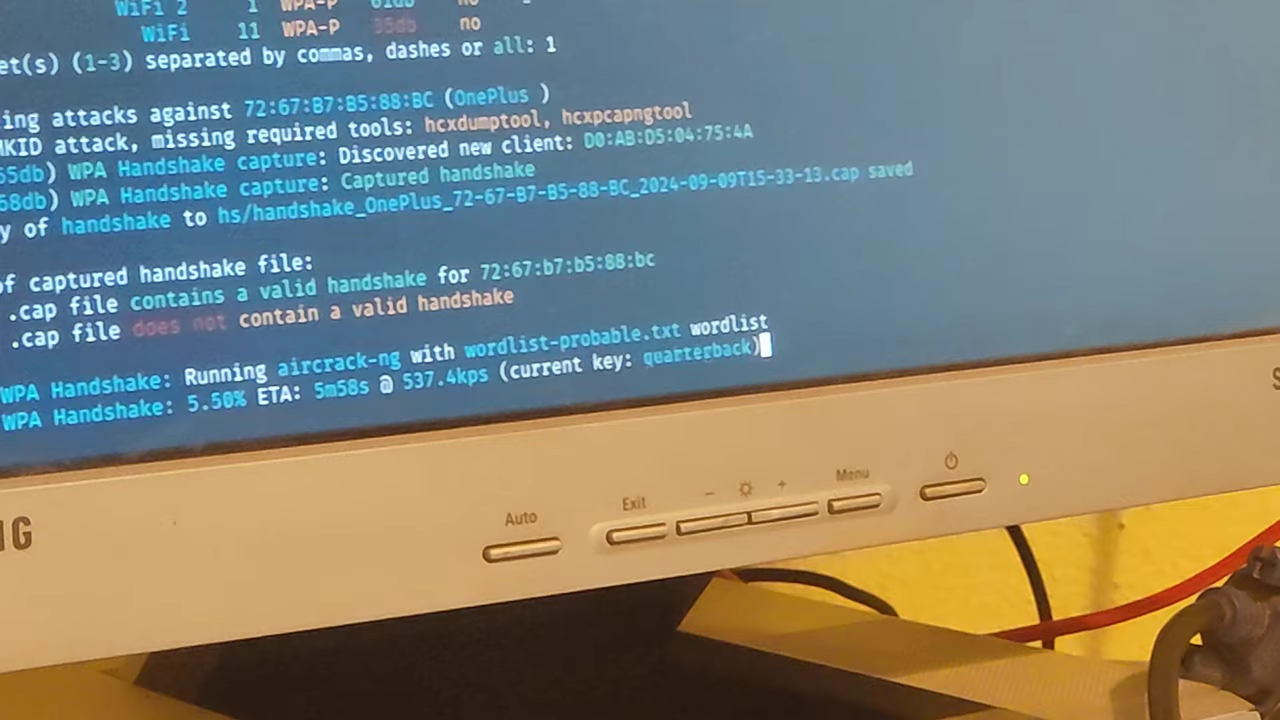 WiFi 2 1 WPA-P 61db no
WiFi 11 WPA-P 35db no
et(s) (1-3) separated by commas, dashes or all: 1
ing attacks against 72:67:B7:B5:88:BC (OnePlus )
MKID attack, missing required tools: hcxdumptool, hcxpcapngtool
55db) WPA Handshake capture: Discovered new client: D0:AB:D5:04:75:4A
58db) WPA Handshake capture: Captured handshake
y of handshake to hs/handshake_OnePlus_72-67-B7-B5-88-BC_2024-09-09T15-33-13.cap saved
of captured handshake file:
.cap file contains a valid handshake for 72:67:b7:b5:88:bc
.cap file does not contain a valid handshake
WPA Handshake: Running aircrack-ng with wordlist-probable.txt wordlist
WPA Handshake: 5.50% ETA: 5m58s @ 537.4kps (current key: quarterback)
NG
Auto
Exit
- +
Menu
S